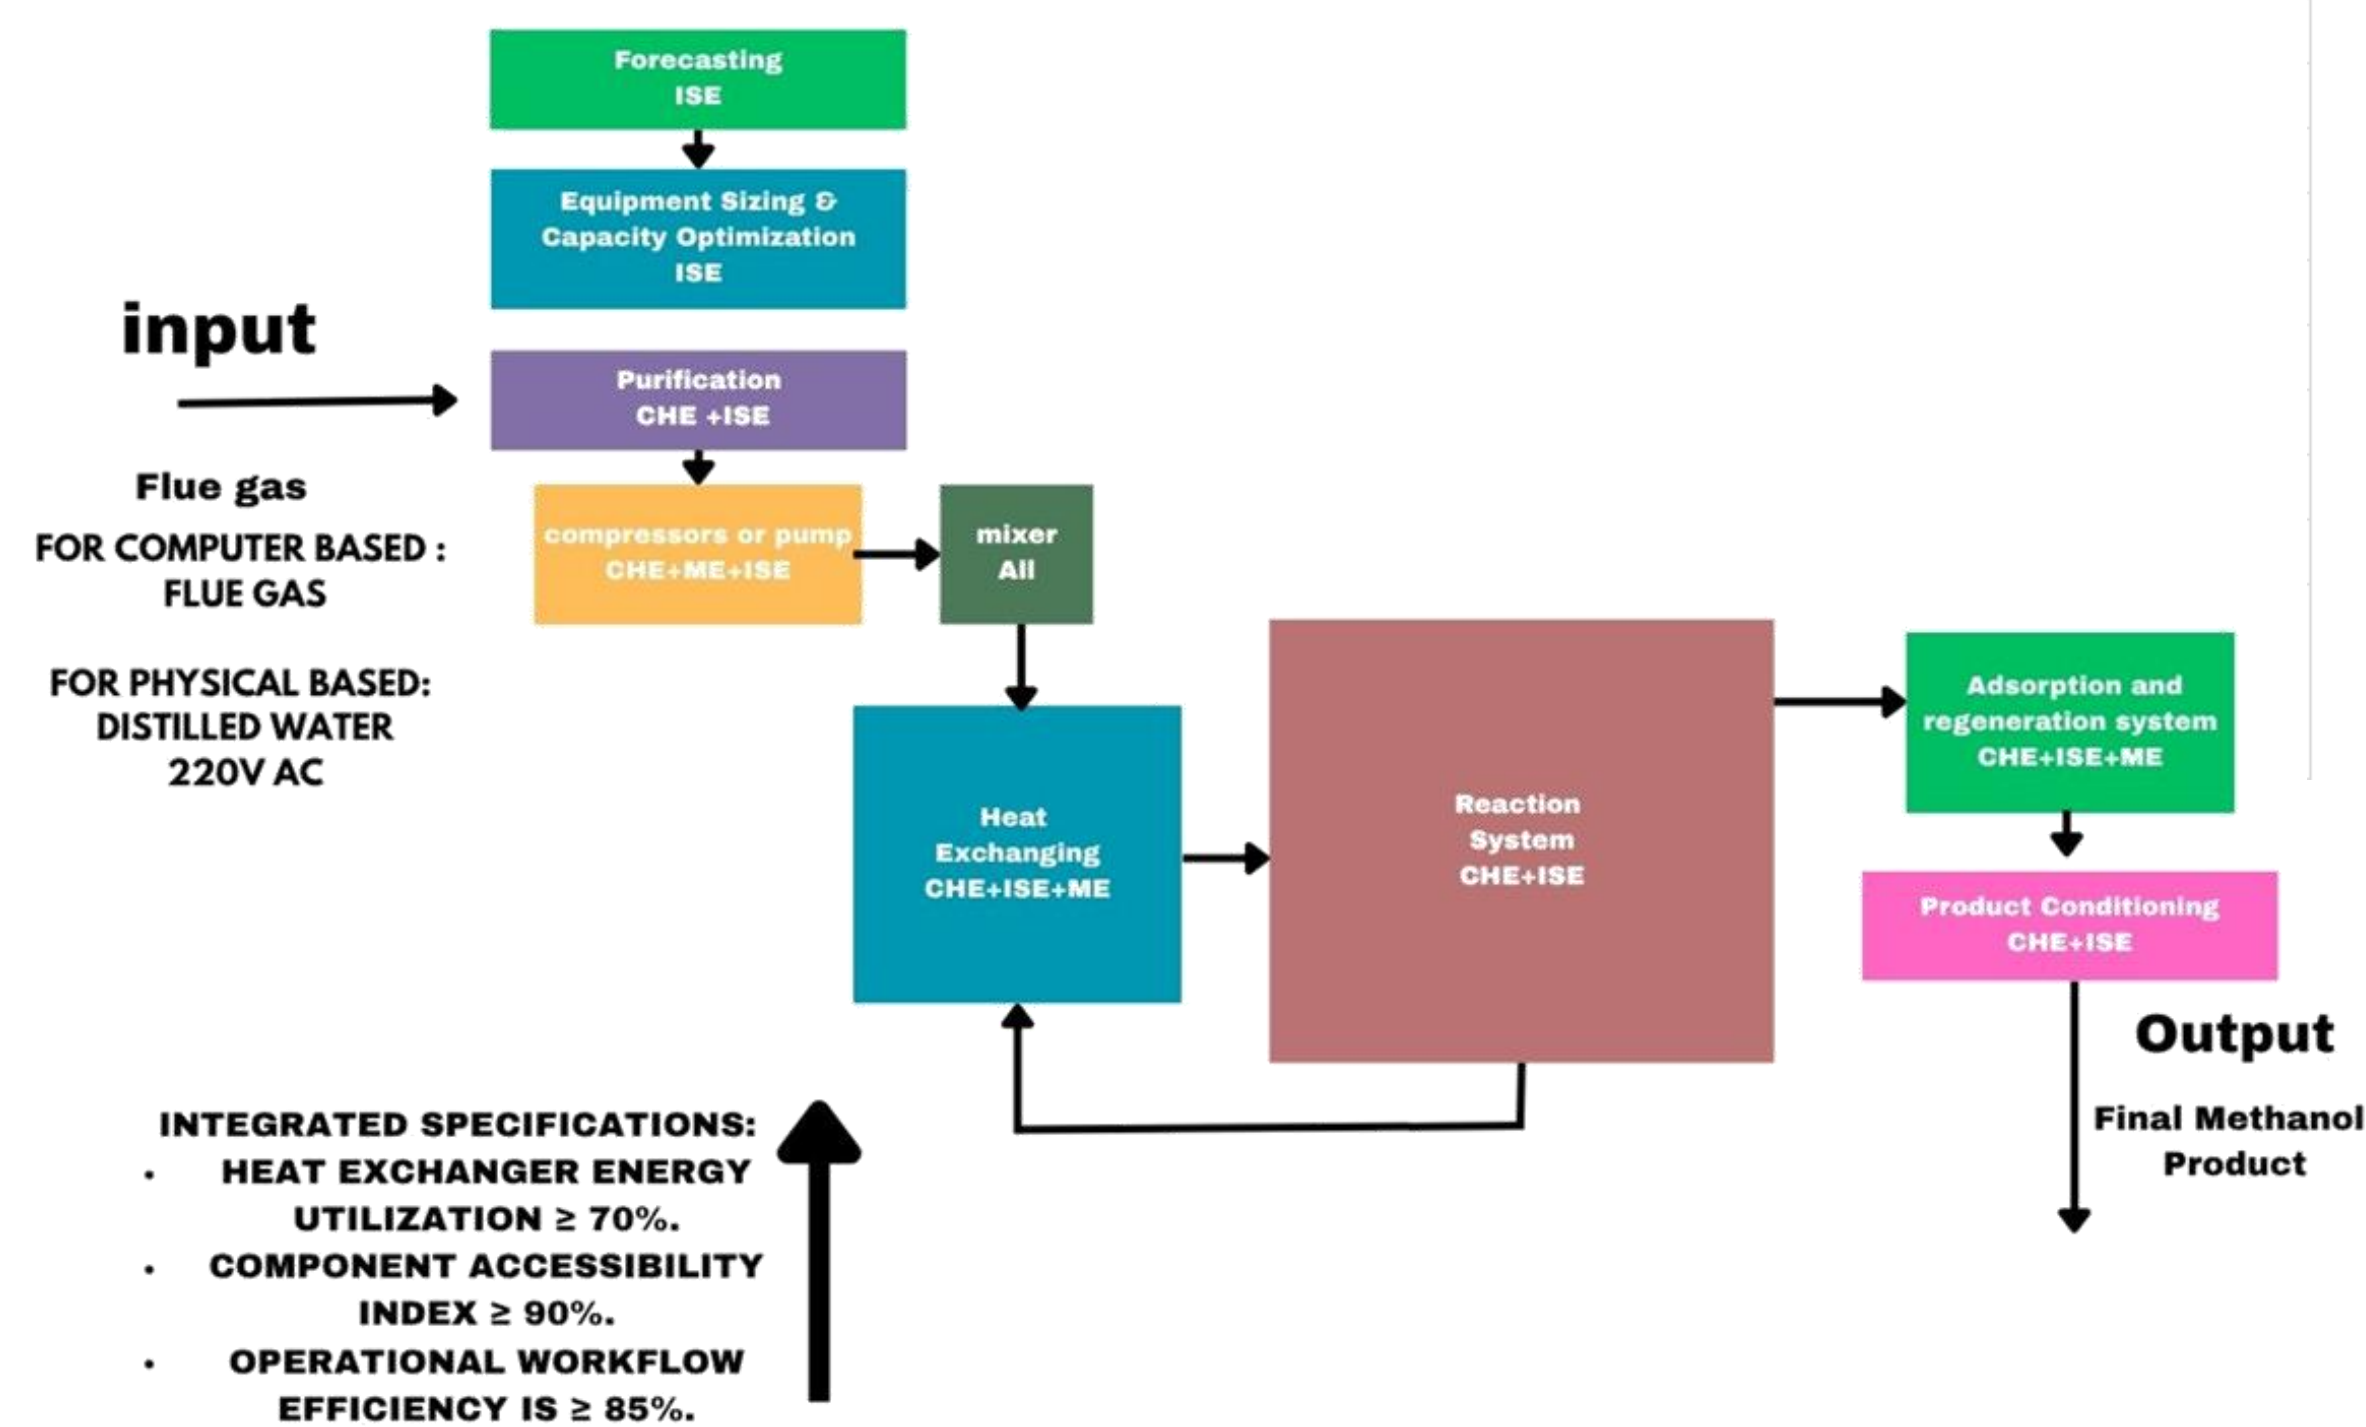 Forecasting
ISE
Equipment Sizing &
Capacity Optimization
ISE
input
Purification
CHE +ISE
Flue gas
FOR COMPUTER BASED :
FLUE GAS
FOR PHYSICAL BASED:
DISTILLED WATER
220V AC
compressors or pump
CHE+ME+ISE
mixer
All
Heat
Exchanging
CHE+ISE+ME
Reaction
System
CHE+ISE
Adsorption and
regeneration system
CHE+ISE+ME
Product Conditioning
CHE+ISE
Output
Final Methanol
Product
INTEGRATED SPECIFICATIONS:
• HEAT EXCHANGER ENERGY
UTILIZATION ≥ 70%.
• COMPONENT ACCESSIBILITY
INDEX ≥ 90%.
• OPERATIONAL WORKFLOW
EFFICIENCY IS ≥ 85%.